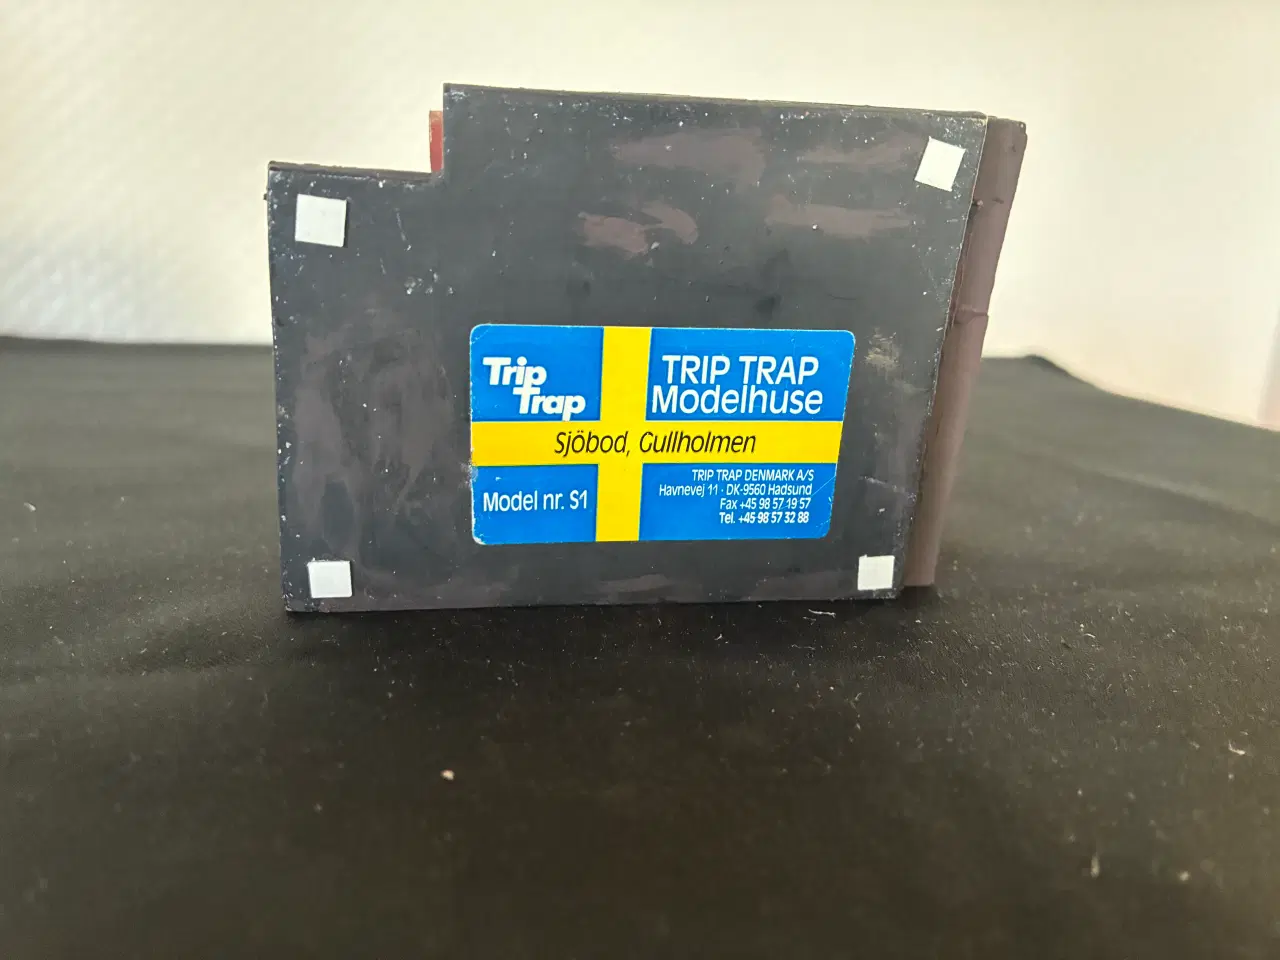 Trip
Trap
TRIP TRAP
Modelhuse
Sjöbod, Gullholmen
Model nr. S1
TRIP TRAP DENMARK A/S
Havnevej 11 · DK-9560 Hadsund
Fax +45 98 57 19 57
Tel. +45 98 57 32 88